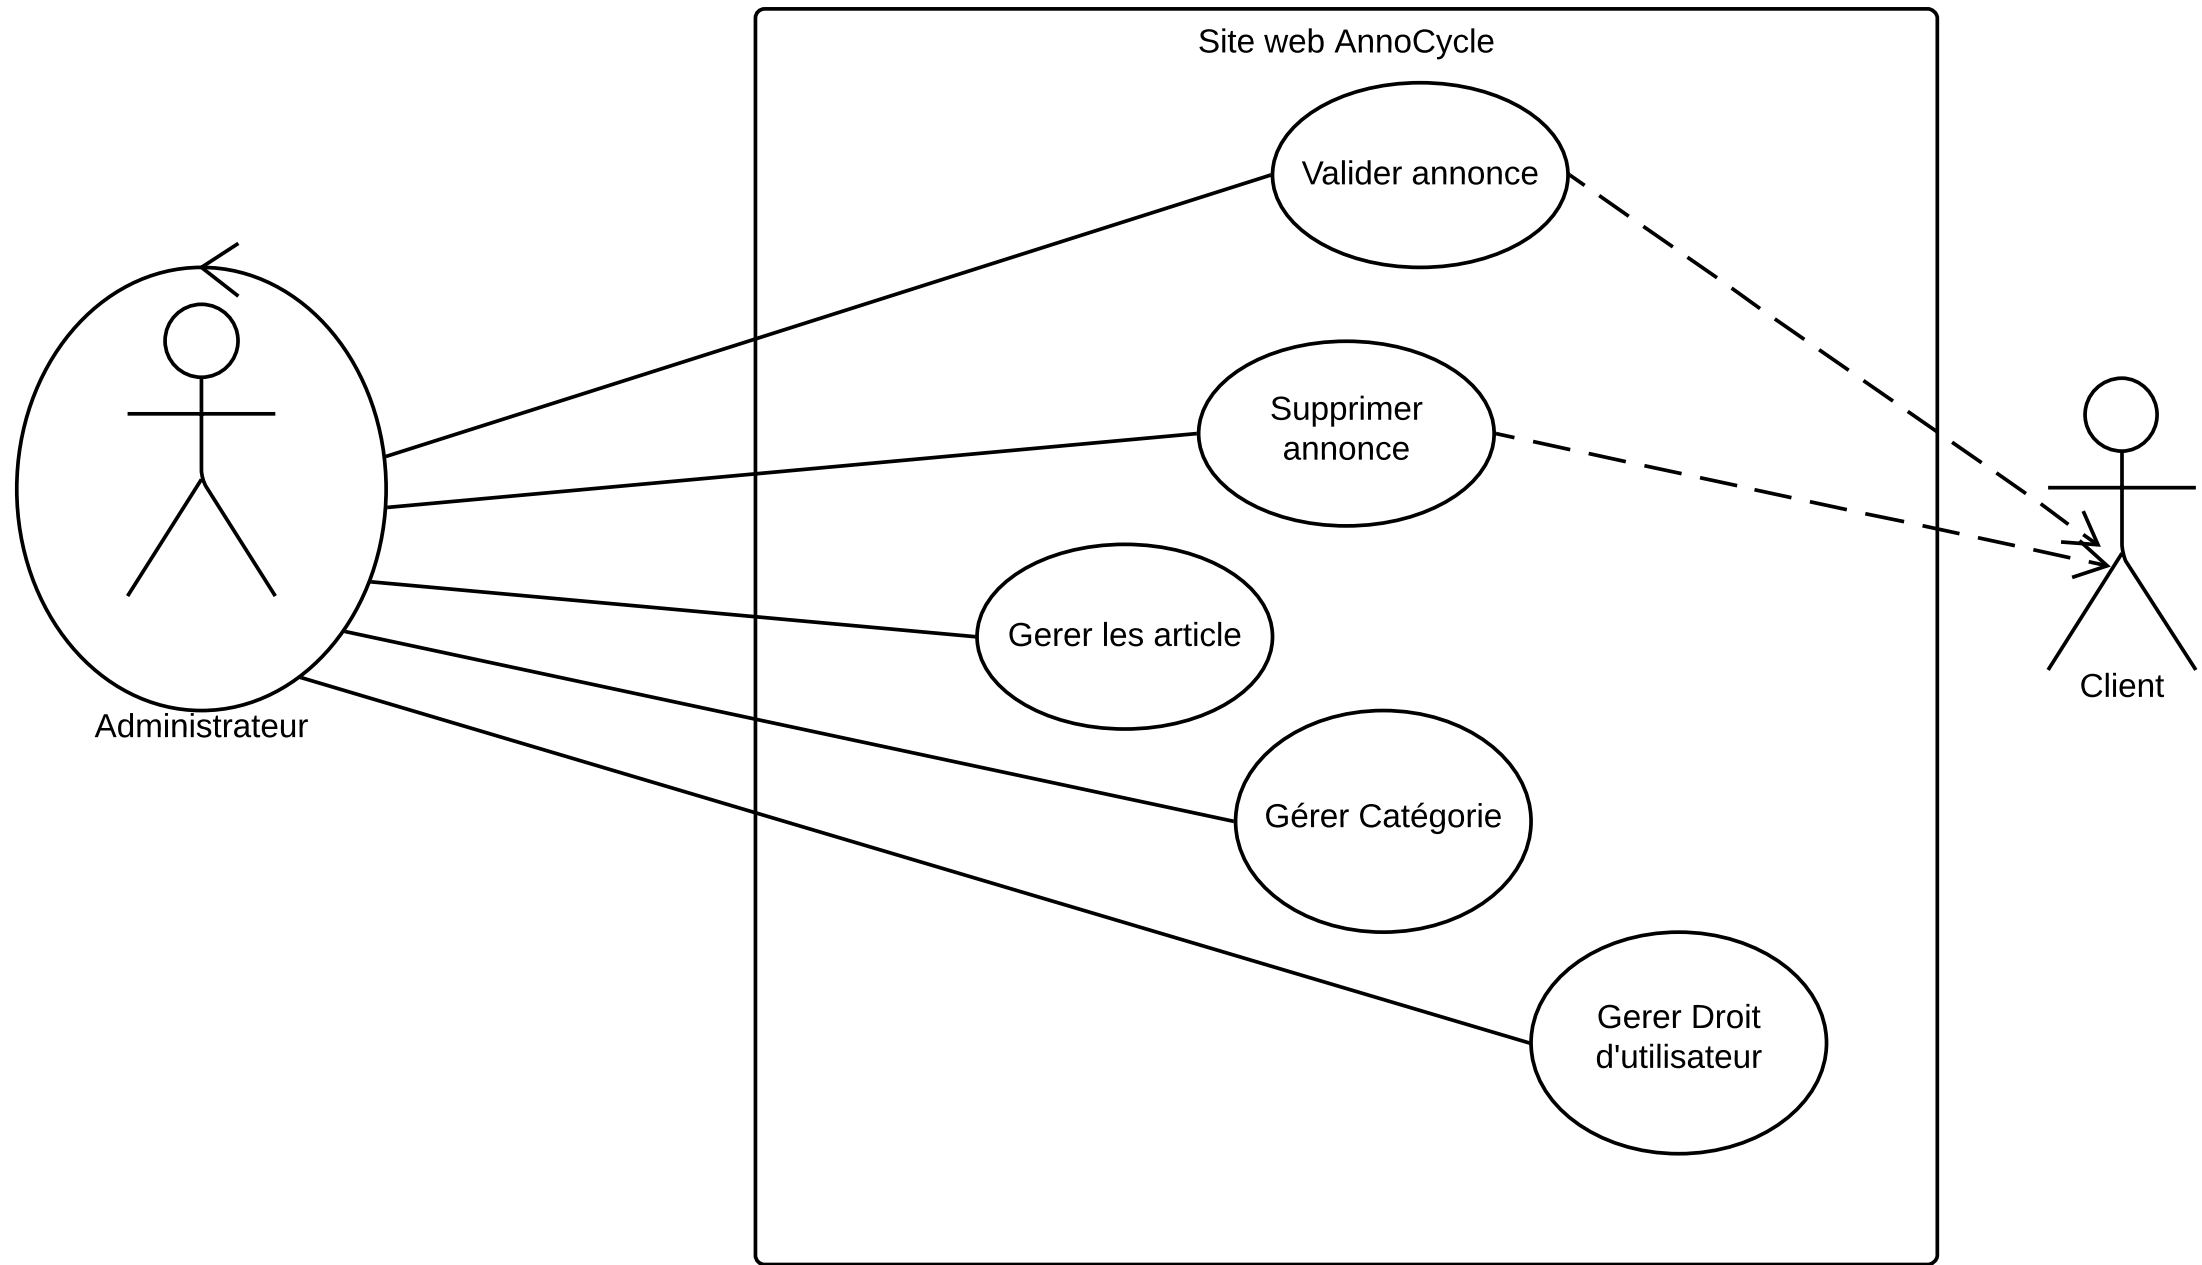 Site web AnnoCycle
Valider annonce
Supprimer
annonce
Gerer les article
Client
Administrateur
Gérer Catégorie
Gerer Droit
d'utilisateur